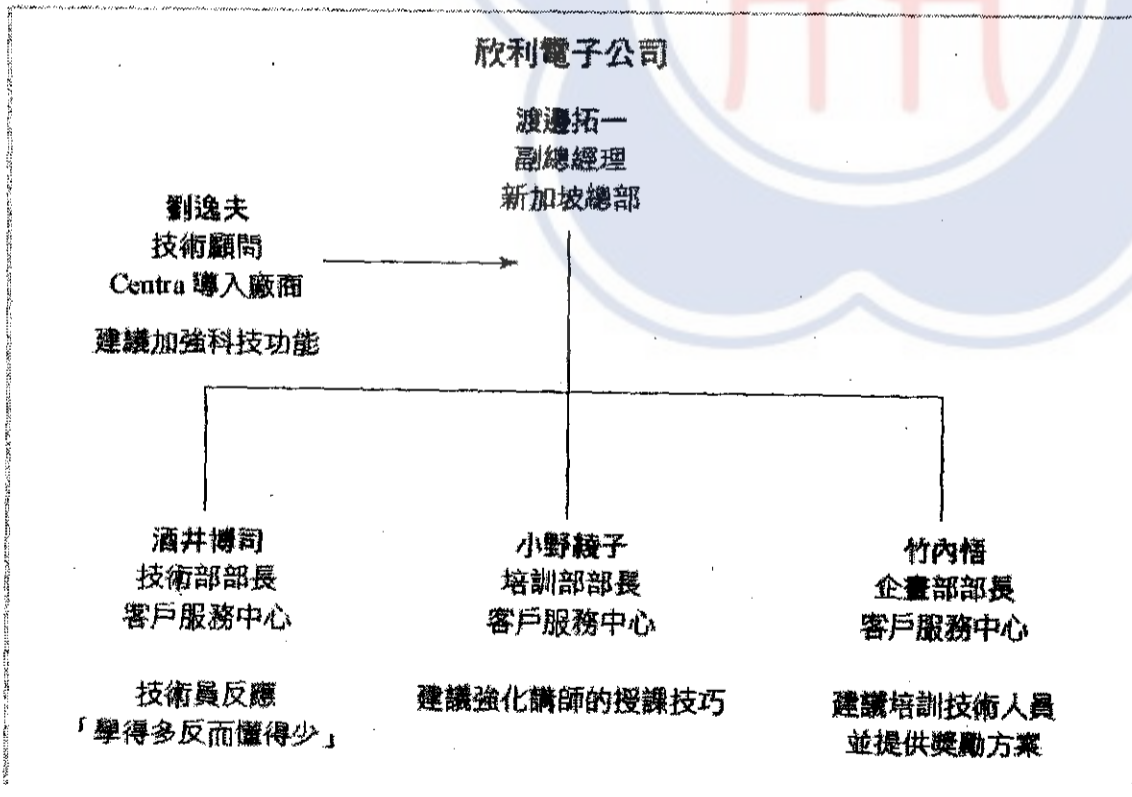 欣利電子公司
渡邊拓一
副總經理
新加坡總部
劉逸夫
技術顧問
Centra 導入廠商
建議加強科技功能
酒井博司
技術部部長
客戶服務中心
技術員反應
「學得多反而懂得少」
小野綾子
培訓部部長
客戶服務中心
建議強化講師的授課技巧
竹內悟
企畫部部長
客戶服務中心
建議培訓技術人員
並提供獎勵方案